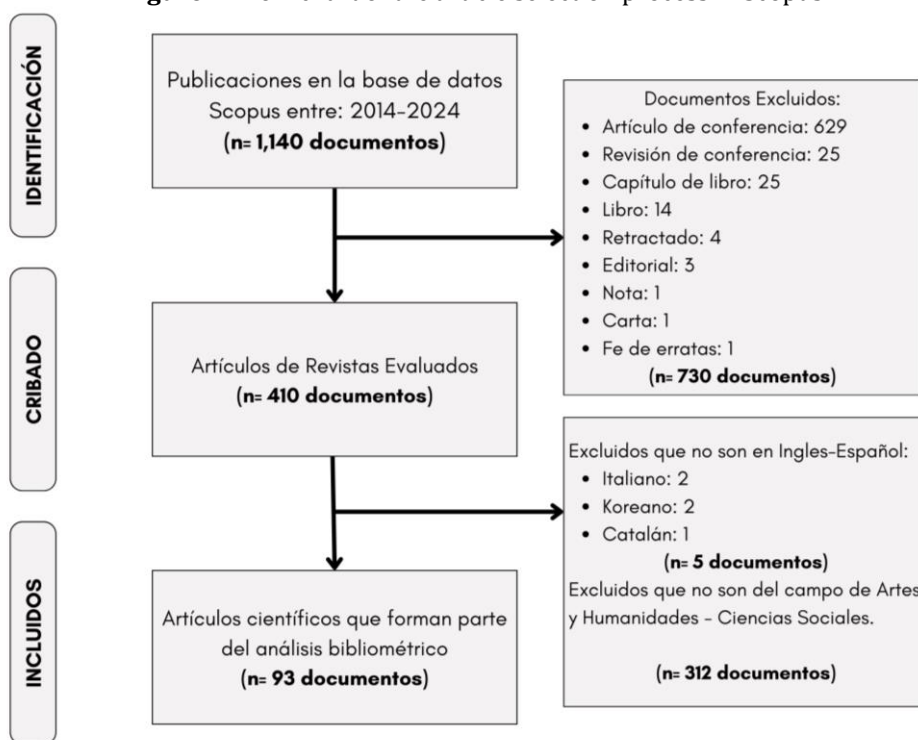 IDENTIFICACIÓN
Publicaciones en la base de datos
Scopus entre: 2014-2024
(n= 1,140 documentos)
Documentos Excluidos:
• Artículo de conferencia: 629
• Revisión de conferencia: 25
• Capítulo de libro: 25
• Libro: 14
• Retractado: 4
• Editorial: 3
• Nota: 1
• Carta: 1
• Fe de erratas: 1
(n= 730 documentos)
CRIBADO
Artículos de Revistas Evaluados
(n= 410 documentos)
Excluidos que no son en Ingles-Español:
• Italiano: 2
• Koreano: 2
• Catalán: 1
(n= 5 documentos)
Excluidos que no son del campo de Artes
y Humanidades - Ciencias Sociales.
(n= 312 documentos)
INCLUIDOS
Artículos científicos que forman parte
del análisis bibliométrico
(n= 93 documentos)